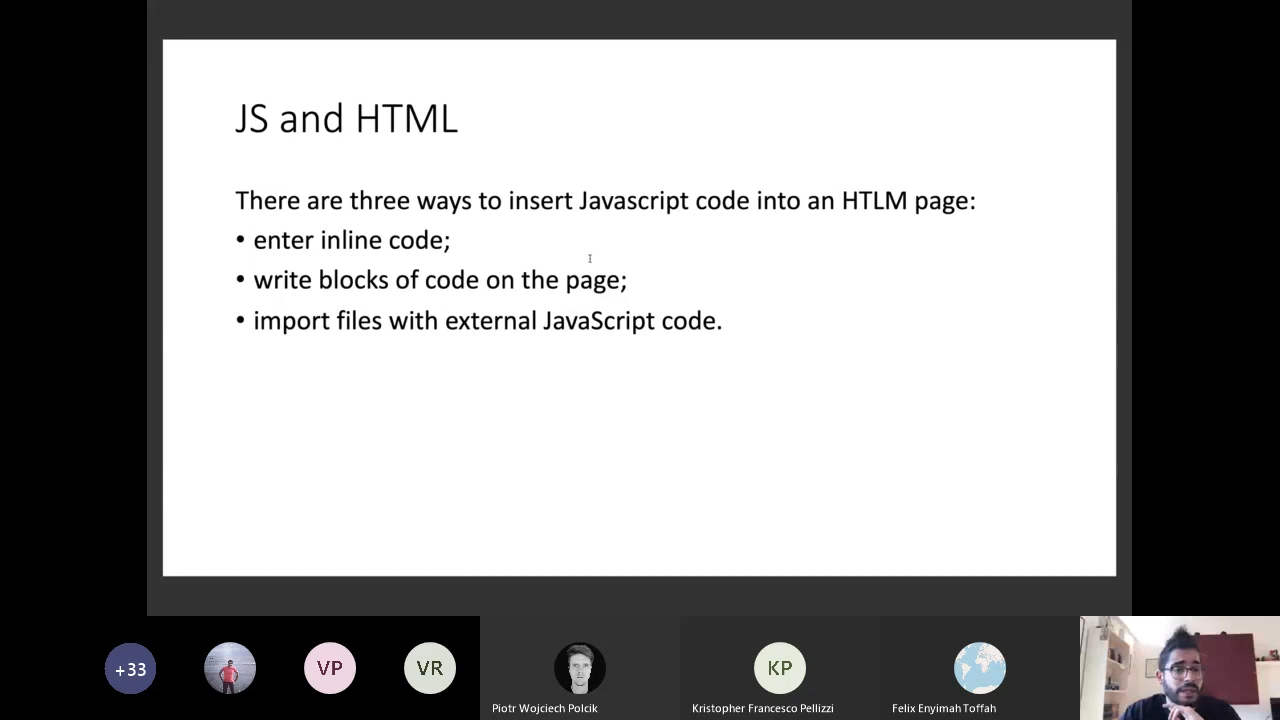 JS and HTML
There are three ways to insert Javascript code into an HTLM page:
• enter inline code;
• write blocks of code on the page;
• import files with external JavaScript code.
+33
VP
VR
KP
Piotr Wojciech Polcik
Kristopher Francesco Pellizzi
Felix Enyimah Toffah